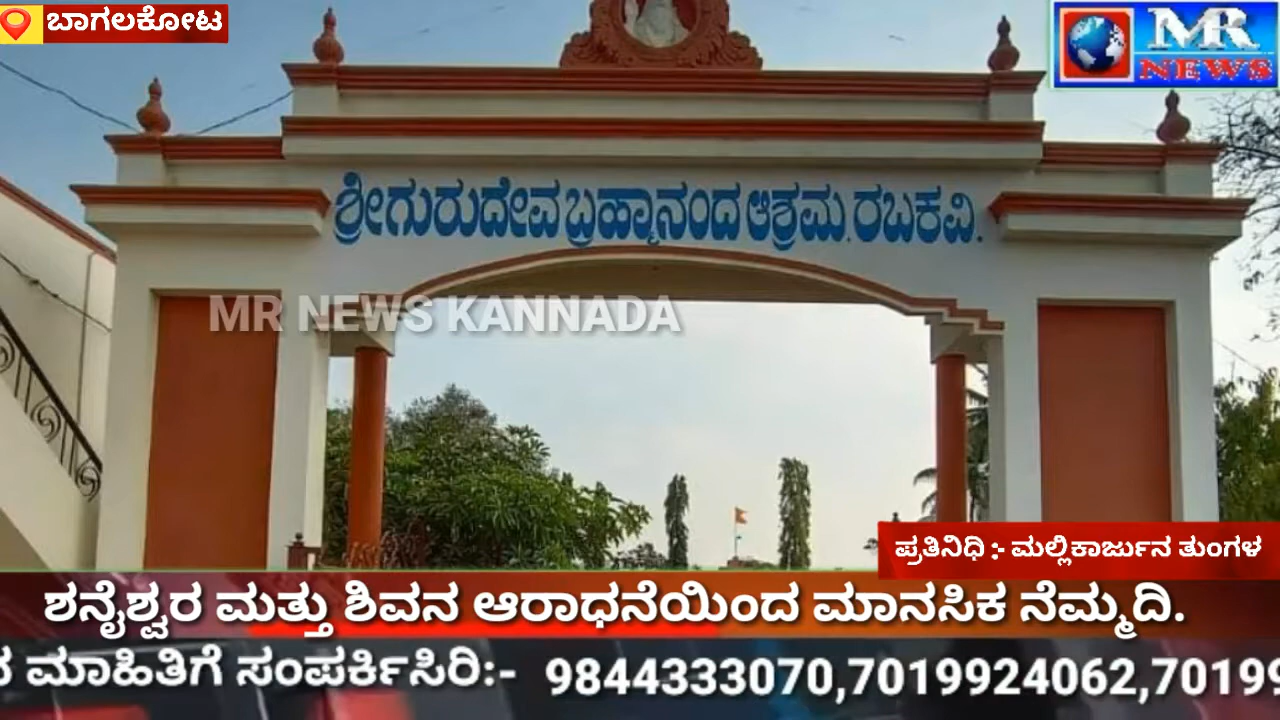 ಬಾಗಲಕೋಟ
MR
NEWS
ಶ್ರೀಗುರುದೇವ ಬ್ರಹ್ಮಾನಂದ ಆಶ್ರಮ. ರಬಕವಿ.
MR NEWS KANNADA
ಪ್ರತಿನಿಧಿ :- ಮಲ್ಲಿಕಾರ್ಜುನ ತುಂಗಳ
ಶನೈಶ್ವರ ಮತ್ತು ಶಿವನ ಆರಾಧನೆಯಿಂದ ಮಾನಸಿಕ ನೆಮ್ಮದಿ.
ಮಾಹಿತಿಗೆ ಸಂಪರ್ಕಿಸಿರಿ:- 9844333070,7019924062,